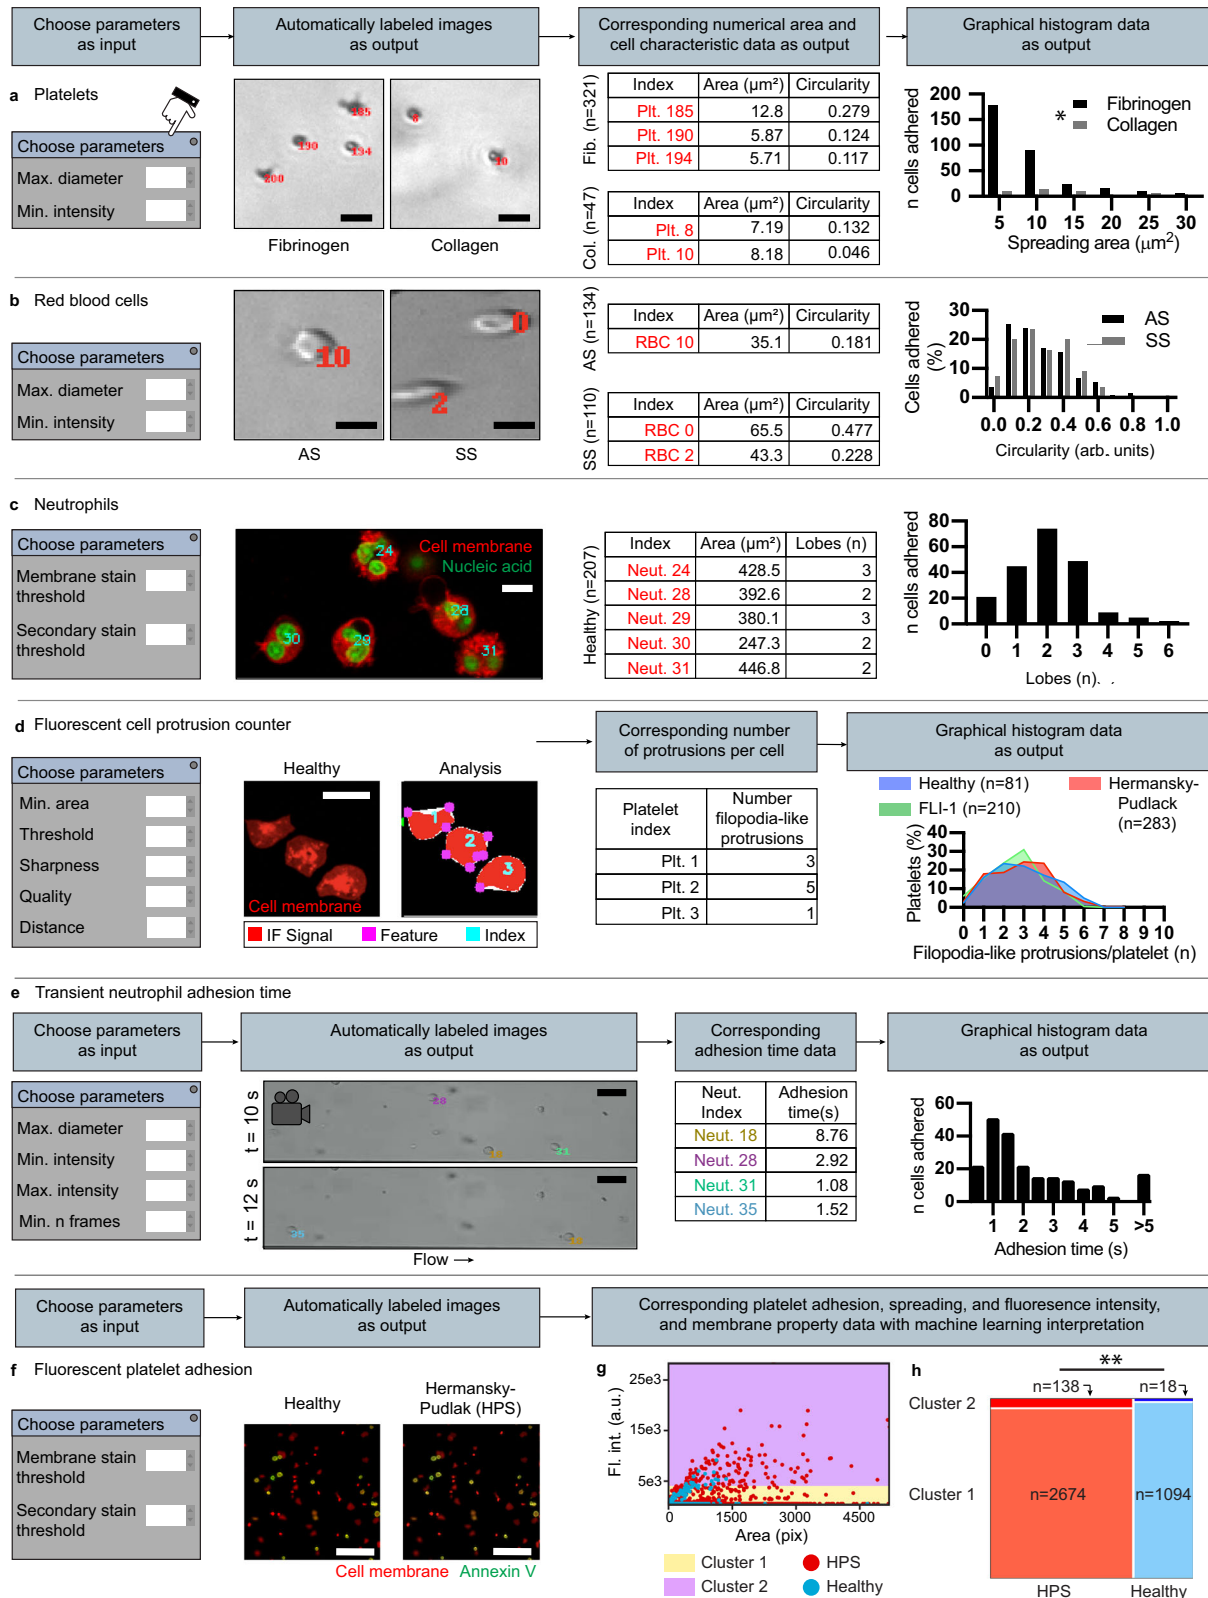 Choose parameters
as input
Automatically labeled images
as output
Corresponding numerical area and
cell characteristic data as output
Graphical histogram data
as output
a Platelets
Choose parameters
Max. diameter
Min. intensity
185
190
194
200
Fibrinogen
8
10
Collagen
Fib. (n=321)
Index Area (µm²) Circularity
Plt. 185 12.8 0.279
Plt. 190 5.87 0.124
Plt. 194 5.71 0.117
Col. (n=47)
Index Area (µm²) Circularity
Plt. 8 7.19 0.132
Plt. 10 8.18 0.046
n cells adhered
200
150
100
50
0
* Fibrinogen
Collagen
5 10 15 20 25 30
Spreading area (µm²)
b Red blood cells
Choose parameters
Max. diameter
Min. intensity
10
AS
0
2
SS
AS (n=134)
Index Area (µm²) Circularity
RBC 10 35.1 0.181
SS (n=110)
Index Area (µm²) Circularity
RBC 0 65.5 0.477
RBC 2 43.3 0.228
Cells adhered
(%)
30
20
10
0
AS
SS
0.0 0.2 0.4 0.6 0.8 1.0
Circularity (arb. units)
c Neutrophils
Choose parameters
Membrane stain
threshold
Secondary stain
threshold
Cell membrane
Nucleic acid
24
28
30
29
31
Healthy (n=207)
Index Area (µm²) Lobes (n)
Neut. 24 428.5 3
Neut. 28 392.6 2
Neut. 29 380.1 3
Neut. 30 247.3 2
Neut. 31 446.8 2
n cells adhered
80
60
40
20
0
0 1 2 3 4 5 6
Lobes (n)
d Fluorescent cell protrusion counter
Choose parameters
Min. area
Threshold
Sharpness
Quality
Distance
Healthy
Cell membrane
Analysis
1
2
3
IF Signal Feature Index
Corresponding number
of protrusions per cell
Platelet
index
Number
filopodia-like
protrusions
Plt. 1 3
Plt. 2 5
Plt. 3 1
Graphical histogram data
as output
Healthy (n=81)
FLI-1 (n=210)
Hermansky-
Pudlack
(n=283)
Platelets (%)
40
30
20
10
0
0 1 2 3 4 5 6 7 8 9 10
Filopodia-like protrusions/platelet (n)
e Transient neutrophil adhesion time
Choose parameters
as input
Automatically labeled images
as output
Corresponding
adhesion time data
Graphical histogram data
as output
Choose parameters
Max. diameter
Min. intensity
Max. intensity
Min. n frames
t = 10 s
28
31
t = 12 s
35
Flow
Neut.
Index
Adhesion
time(s)
Neut. 18 8.76
Neut. 28 2.92
Neut. 31 1.08
Neut. 35 1.52
n cells adhered
60
40
20
0
1 2 3 4 5 >5
Adhesion time (s)
Choose parameters
as input
Automatically labeled images
as output
Corresponding platelet adhesion, spreading, and fluoresence intensity,
and membrane property data with machine learning interpretation
f Fluorescent platelet adhesion
Choose parameters
Membrane stain
threshold
Secondary stain
threshold
Healthy
Hermansky-
Pudlak (HPS)
Cell membrane Annexin V
g
Fl. int. (a.u.)
25e3
15e3
5e3
0 1500 3000 4500
Area (pix)
Cluster 1
Cluster 2
HPS
Healthy
h
**
n=138 n=18
Cluster 2
Cluster 1
n=2674 n=1094
HPS Healthy